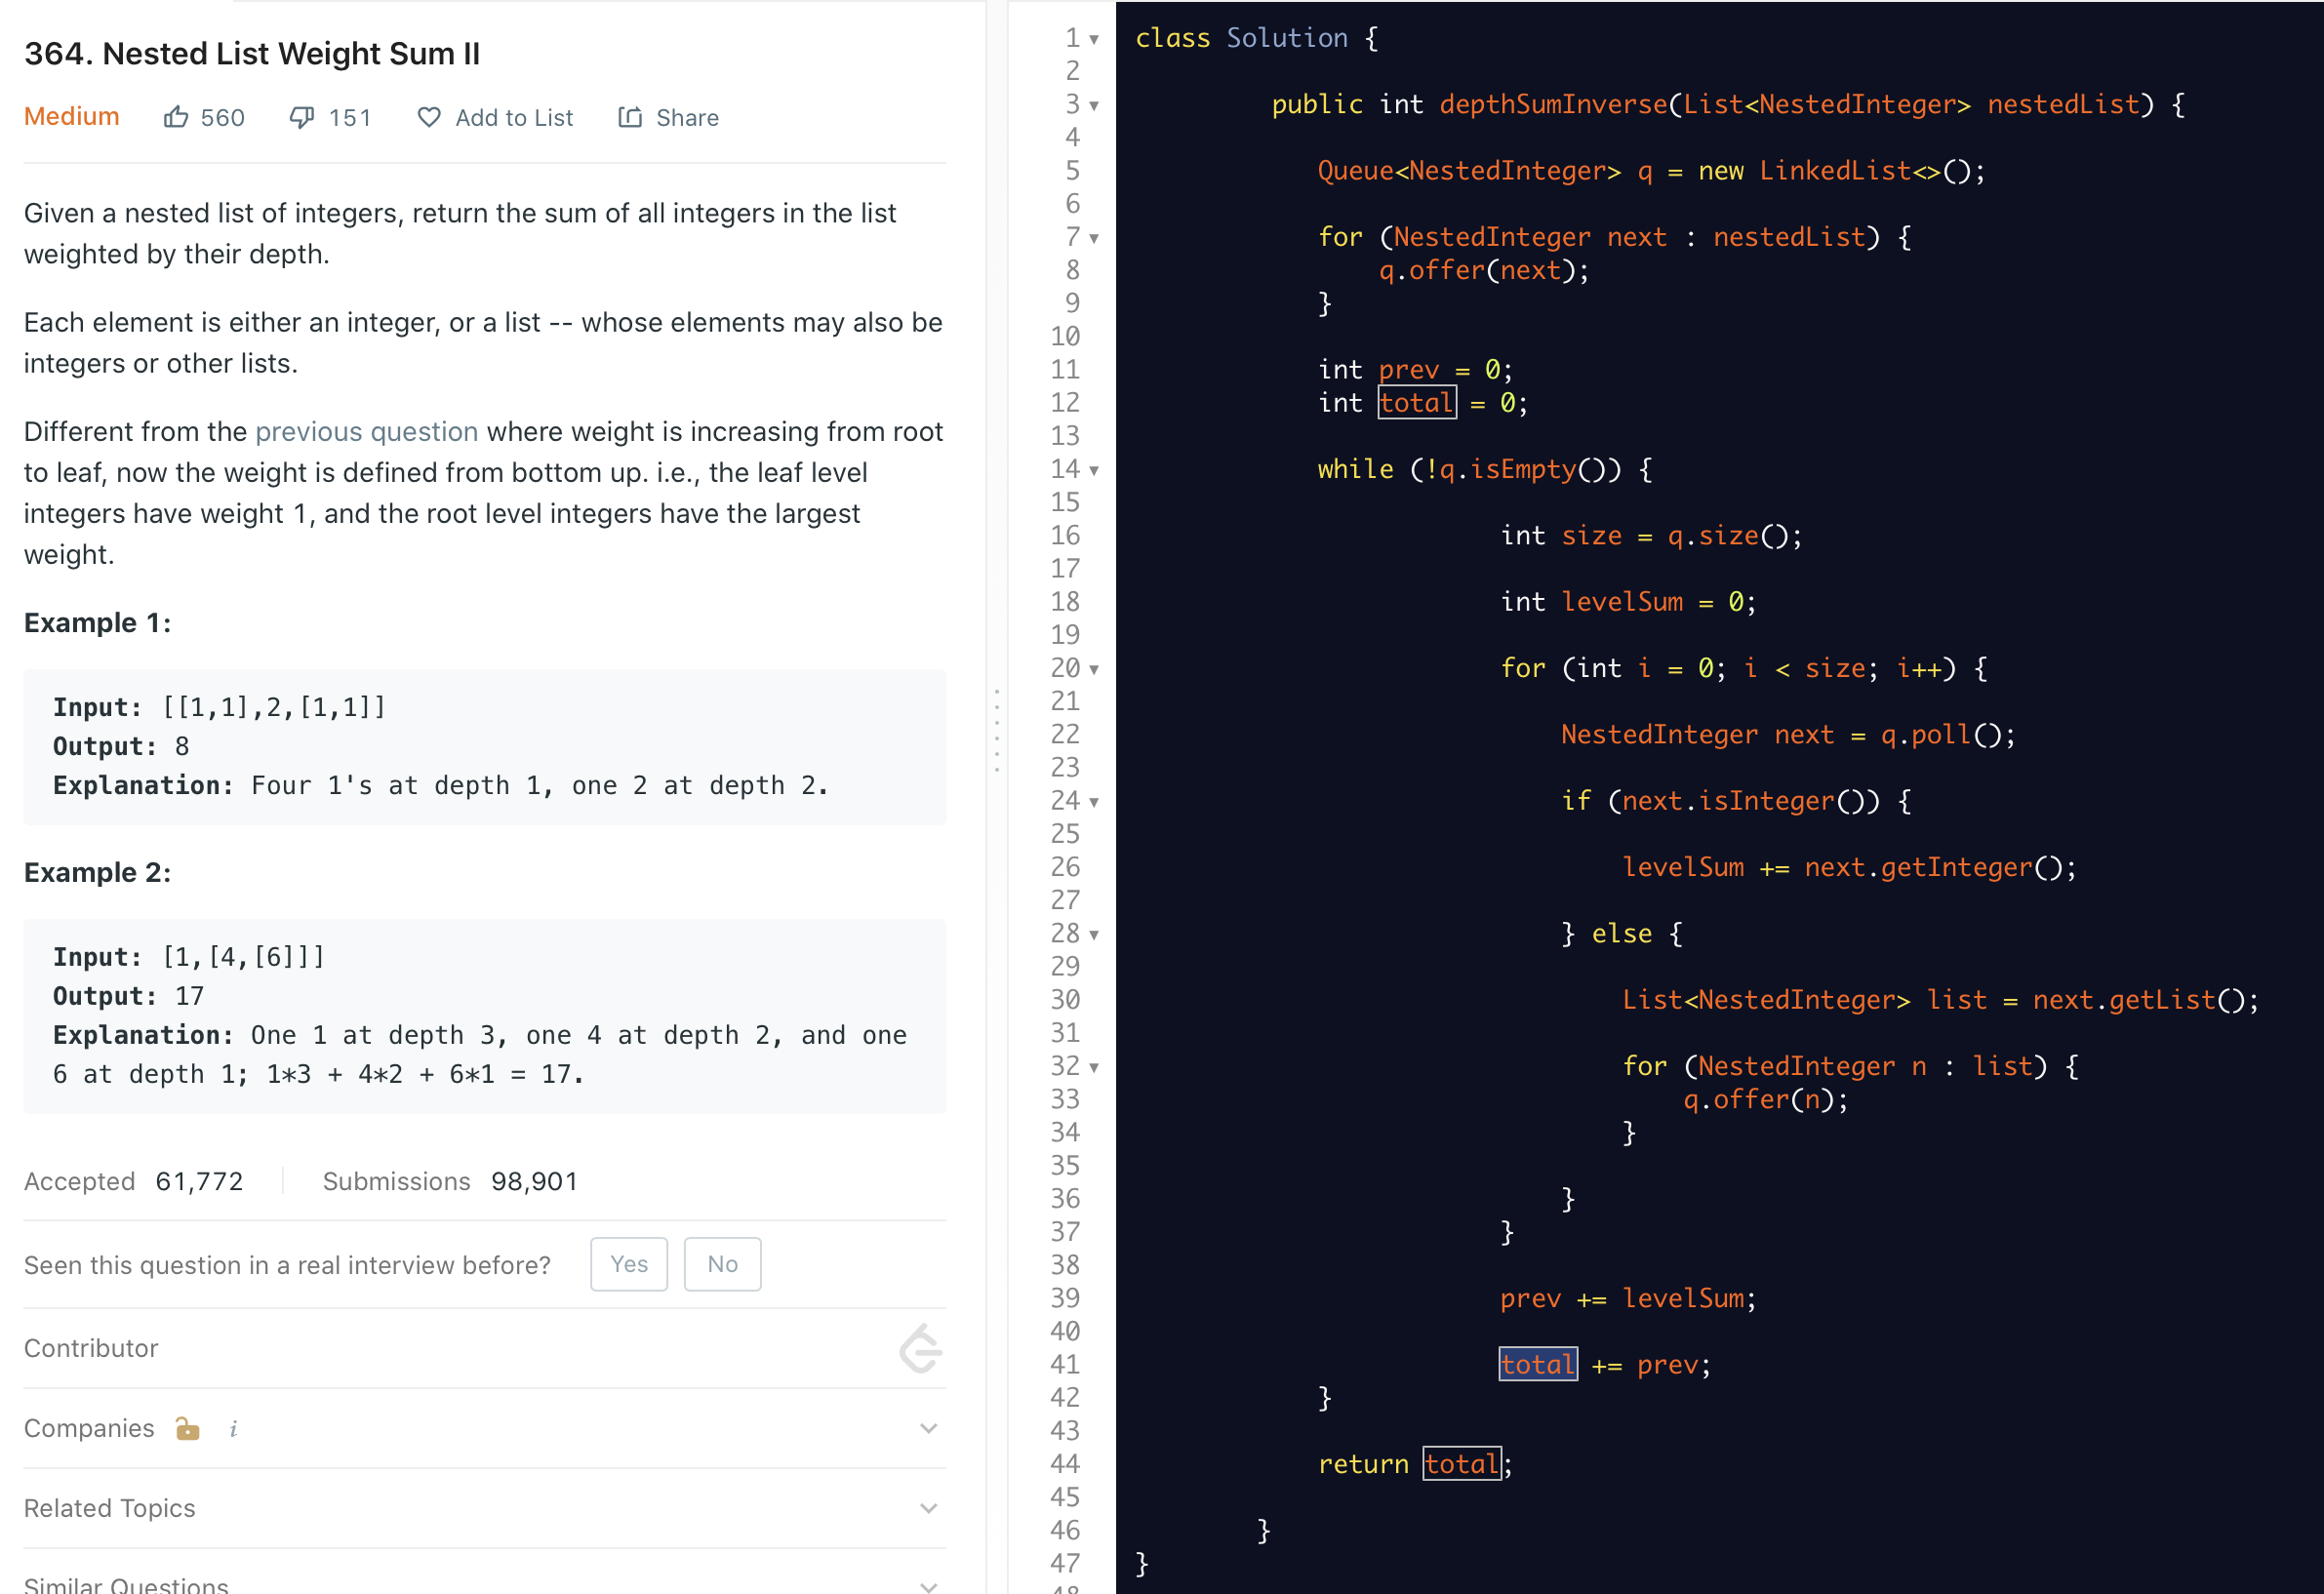 364. Nested List Weight Sum II
Medium 560 151 Add to List Share
Given a nested list of integers, return the sum of all integers in the list
weighted by their depth.
Each element is either an integer, or a list -- whose elements may also be
integers or other lists.
Different from the previous question where weight is increasing from root
to leaf, now the weight is defined from bottom up. i.e., the leaf level
integers have weight 1, and the root level integers have the largest
weight.
Example 1:
Input: [[1,1],2,[1,1]]
Output: 8
Explanation: Four 1's at depth 1, one 2 at depth 2.
Example 2:
Input: [1,[4,[6]]]
Output: 17
Explanation: One 1 at depth 3, one 4 at depth 2, and one
6 at depth 1; 1*3 + 4*2 + 6*1 = 17.
Accepted 61,772 Submissions 98,901
Seen this question in a real interview before? Yes No
Contributor
Companies i
Related Topics
Similar Questions
1 class Solution {
2
3 public int depthSumInverse(List<NestedInteger> nestedList) {
4
5 Queue<NestedInteger> q = new LinkedList<>();
6
7 for (NestedInteger next : nestedList) {
8 q.offer(next);
9 }
10
11 int prev = 0;
12 int total = 0;
13
14 while (!q.isEmpty()) {
15
16 int size = q.size();
17
18 int levelSum = 0;
19
20 for (int i = 0; i < size; i++) {
21
22 NestedInteger next = q.poll();
23
24 if (next.isInteger()) {
25
26 levelSum += next.getInteger();
27
28 } else {
29
30 List<NestedInteger> list = next.getList();
31
32 for (NestedInteger n : list) {
33 q.offer(n);
34 }
35
36 }
37 }
38
39 prev += levelSum;
40
41 total += prev;
42 }
43
44 return total;
45
46 }
47 }
48